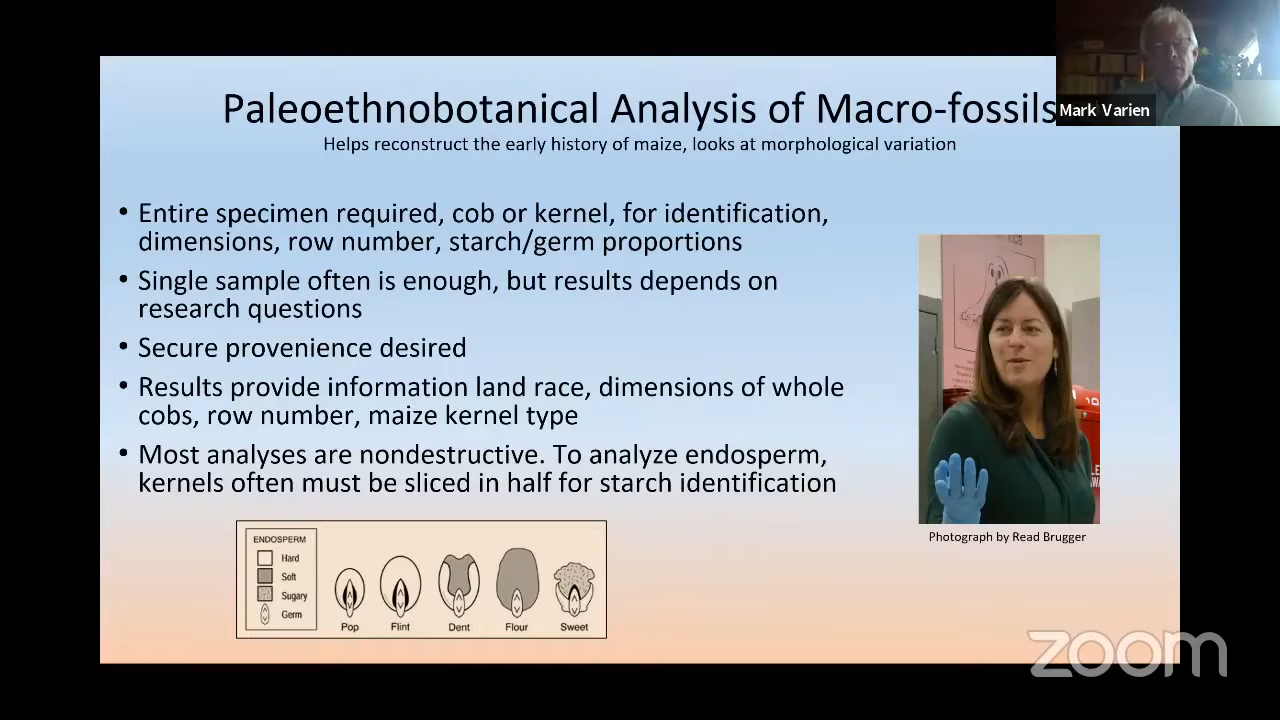 Paleoethnobotanical Analysis of Macro-fossils
Mark Varien
Helps reconstruct the early history of maize, looks at morphological variation
• Entire specimen required, cob or kernel, for identification,
dimensions, row number, starch/germ proportions
• Single sample often is enough, but results depends on
research questions
• Secure provenience desired
• Results provide information land race, dimensions of whole
cobs, row number, maize kernel type
• Most analyses are nondestructive. To analyze endosperm,
kernels often must be sliced in half for starch identification
Photograph by Read Brugger
ENDOSPERM
Hard
Soft
Sugary
Germ
Pop
Flint
Dent
Flour
Sweet
zoom